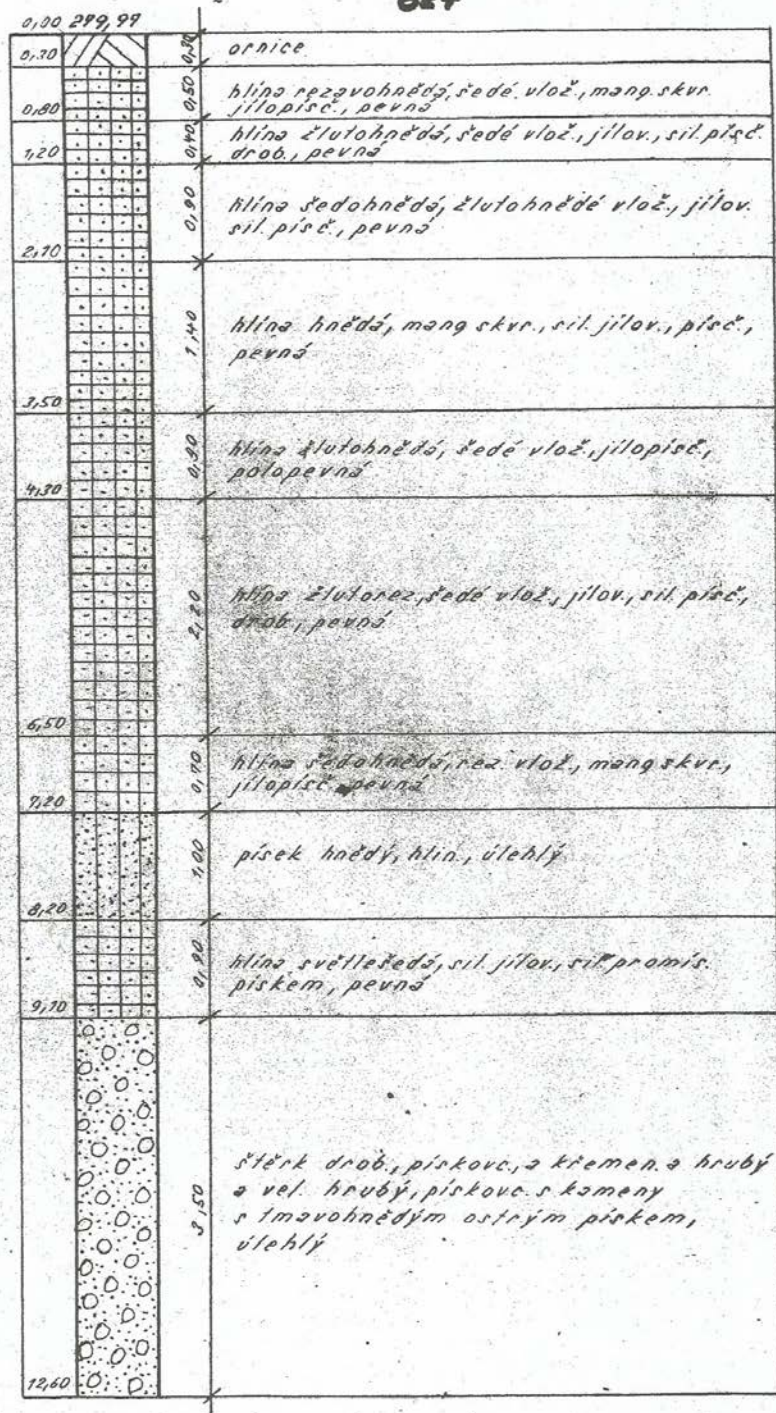 0,00 299,99
0,30 0,30 ornice
hlína rezavohnědá, šedé vlož., mang. skvr.
0,80 0,50 jílopísč., pevná
hlína žlutohnědá, šedé vlož., jílov., sil. písč.
1,20 0,40 drob., pevná
hlína šedohnědá, žlutohnědé vlož., jílov.
0,90 sil. písč., pevná
2,10
hlína hnědá, mang skvr., sil. jílov., písč.,
1,40 pevná
3,50
hlína žlutohnědá, šedé vlož., jílopísč.,
polopevná
4,30
hlína žlutorez, šedé vlož., jílov., sil. písč.,
2,20 drob., pevná
6,50
hlína šedohnědá, rez. vlož., mang skvr.,
0,70 jílopísč. pevná
7,20
1,00 písek hnědý, hlin., úlehlý
8,20
hlína světlešedá, sil. jílov., sil. promís.
0,90 pískem, pevná
9,10
štěrk drob., pískovc., a křemen. a hrubý
a vel. hrubý, pískovc. s kameny
3,50 s tmavohnědým ostrým pískem,
úlehlý
12,60